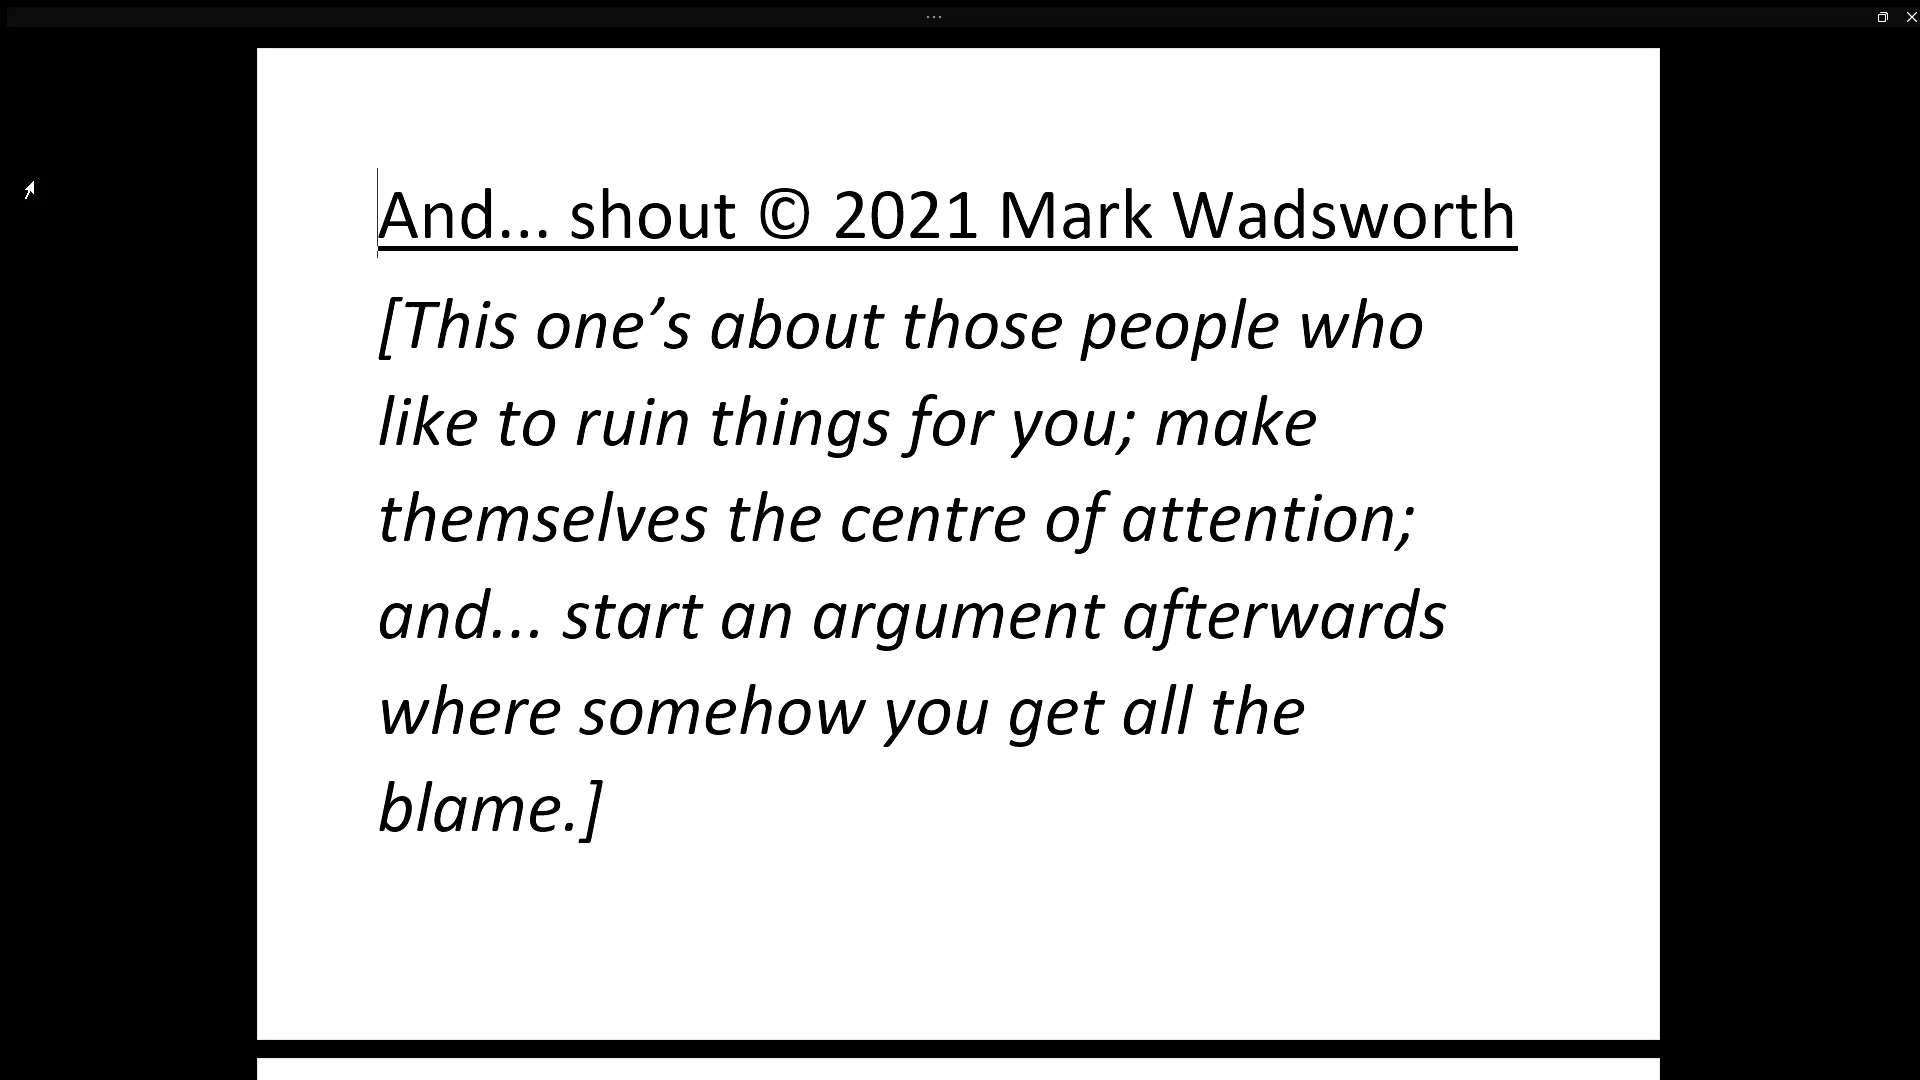 And... shout © 2021 Mark Wadsworth
[This one’s about those people who
like to ruin things for you; make
themselves the centre of attention;
and... start an argument afterwards
where somehow you get all the
blame.]